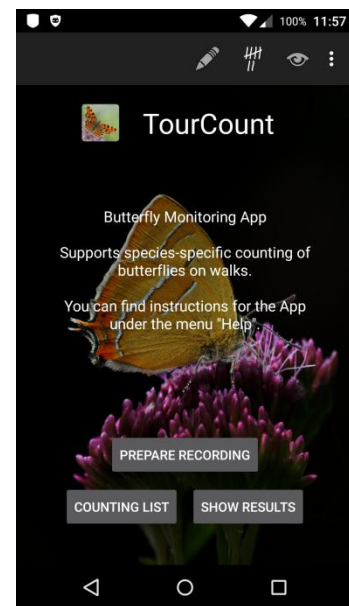 100% 11:57
TourCount
Butterfly Monitoring App
Supports species-specific counting of
butterflies on walks.
You can find instructions for the App
under the menu "Help".
PREPARE RECORDING
COUNTING LIST SHOW RESULTS